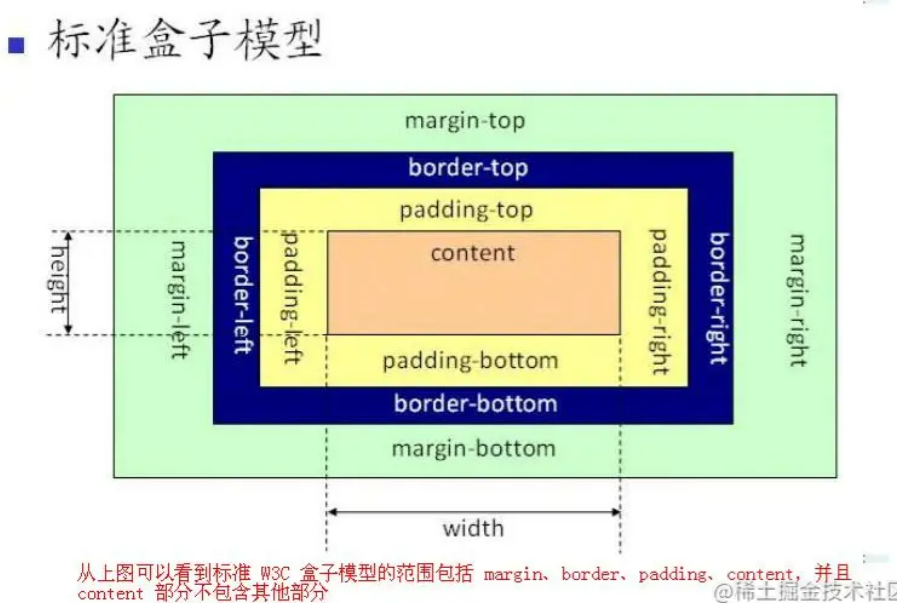 标准盒子模型
margin-top
border-top
padding-top
content
height
margin-left
border-left
padding-left
padding-right
border-right
margin-right
padding-bottom
border-bottom
margin-bottom
width
从上图可以看到标准 W3C 盒子模型的范围包括 margin、border、padding、content，并且
content 部分不包含其他部分
@稀土掘金技术社区